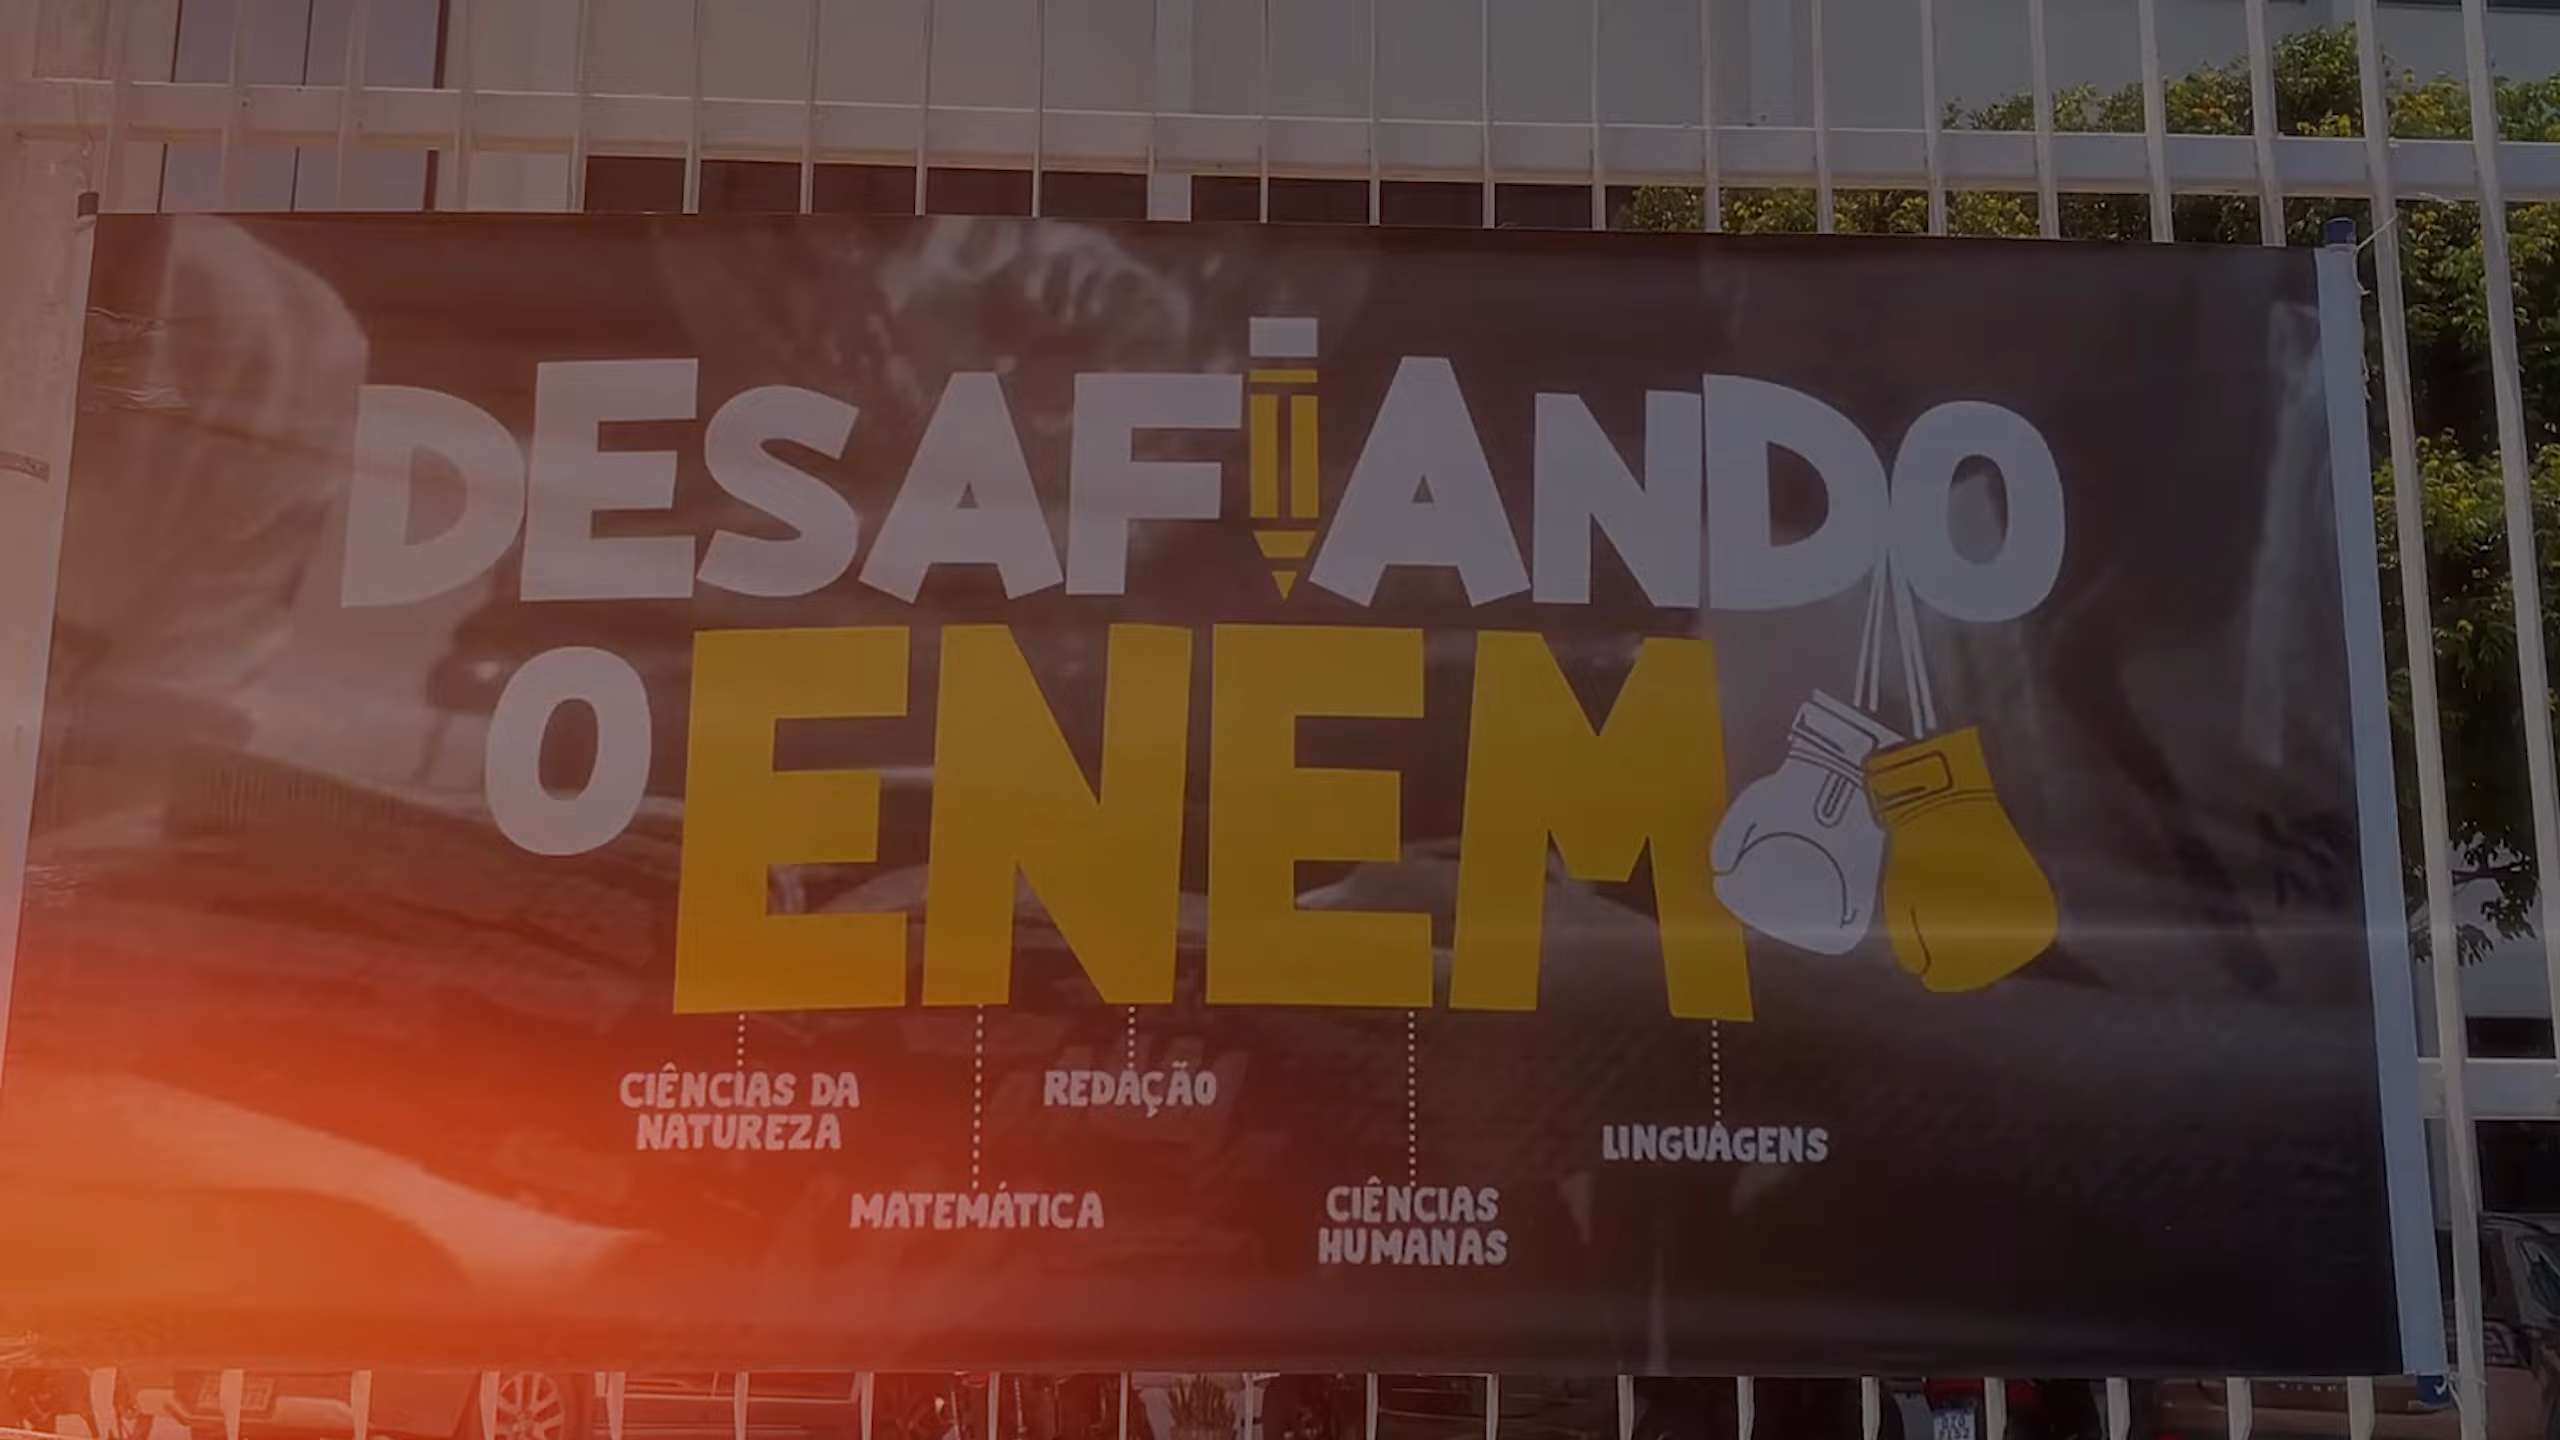 DESAFIANDO
O ENEM
CIÊNCIAS DA
NATUREZA
MATEMÁTICA
REDAÇÃO
CIÊNCIAS
HUMANAS
LINGUAGENS